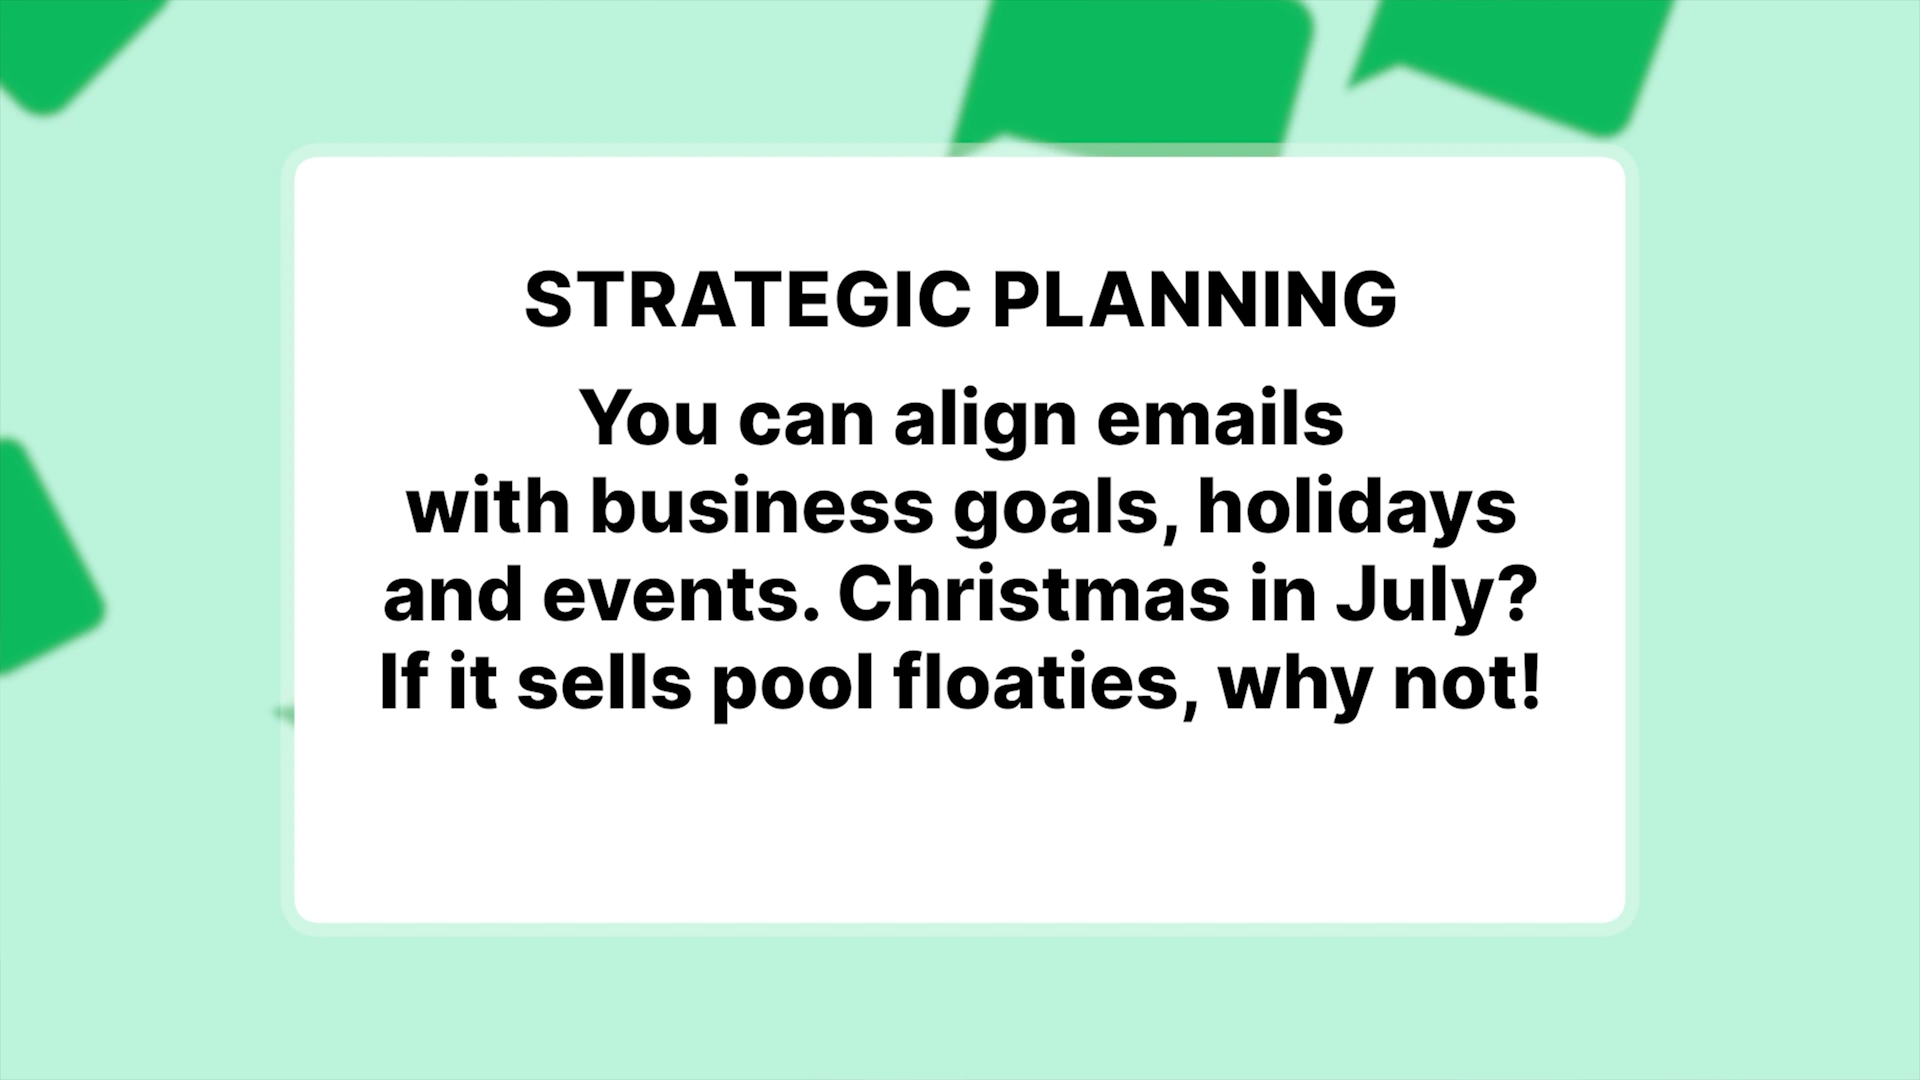 STRATEGIC PLANNING
You can align emails
with business goals, holidays
and events. Christmas in July?
If it sells pool floaties, why not!